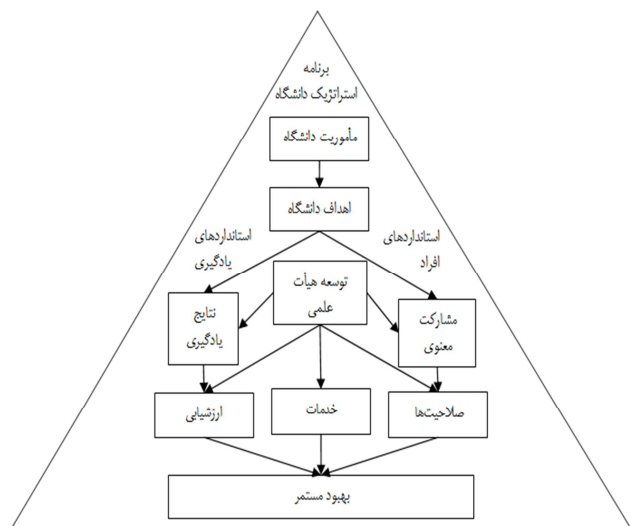 برنامه
استراتژیک دانشگاه
مأموریت دانشگاه
اهداف دانشگاه
استانداردهای
افراد
استانداردهای
یادگیری
توسعه هیأت
علمی
مشارکت
معنوی
نتایج
یادگیری
صلاحیت‌ها
خدمات
ارزشیابی
بهبود مستمر